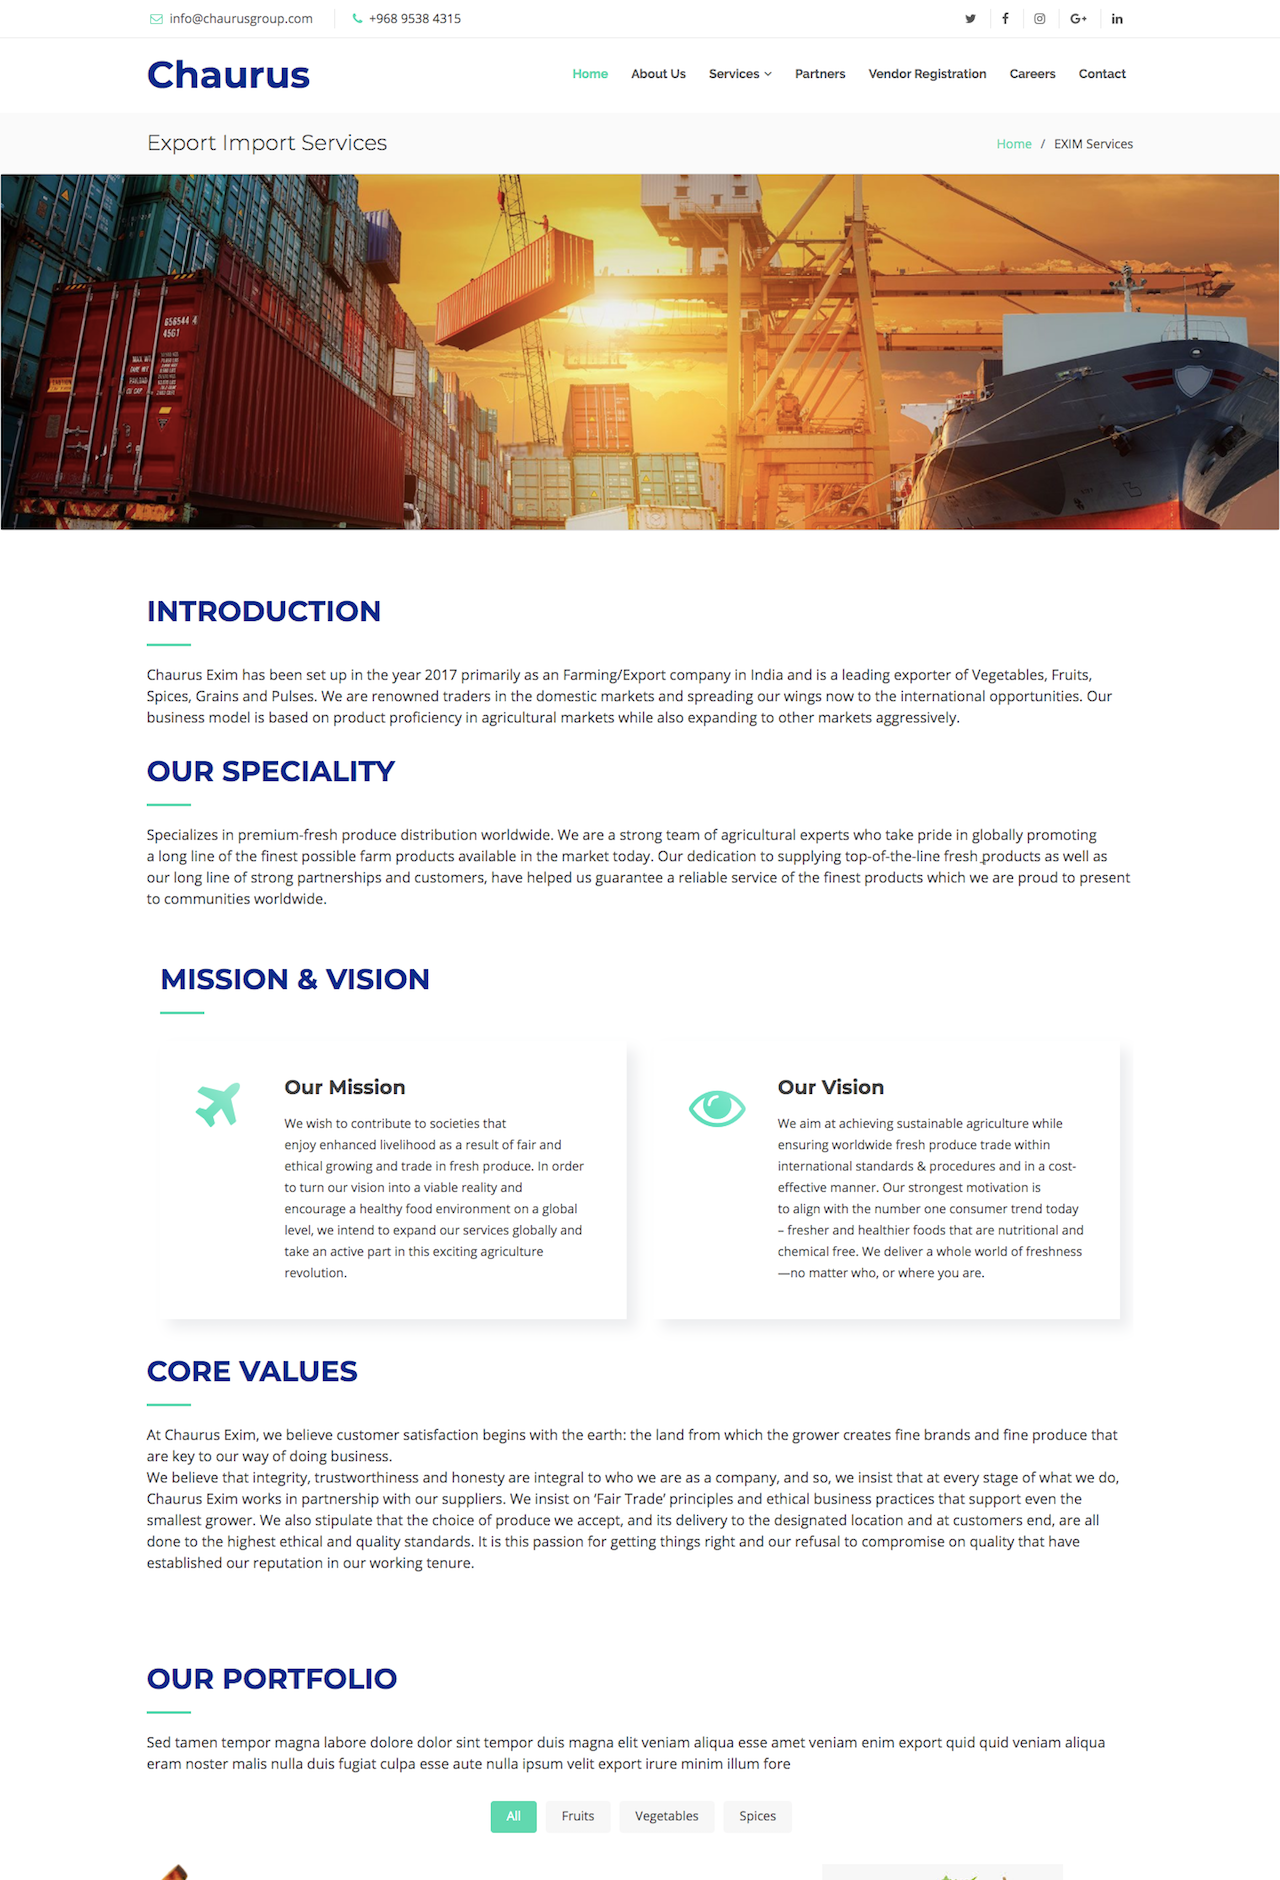 info@chaurusgroup.com
+968 9538 4315
Chaurus
Home
About Us
Services
Partners
Vendor Registration
Careers
Contact
Export Import Services
Home / EXIM Services
656544 4
45G1
INTRODUCTION
Chaurus Exim has been set up in the year 2017 primarily as an Farming/Export company in India and is a leading exporter of Vegetables, Fruits,
Spices, Grains and Pulses. We are renowned traders in the domestic markets and spreading our wings now to the international opportunities. Our
business model is based on product proficiency in agricultural markets while also expanding to other markets aggressively.
OUR SPECIALITY
Specializes in premium-fresh produce distribution worldwide. We are a strong team of agricultural experts who take pride in globally promoting
a long line of the finest possible farm products available in the market today. Our dedication to supplying top-of-the-line fresh products as well as
our long line of strong partnerships and customers, have helped us guarantee a reliable service of the finest products which we are proud to present
to communities worldwide.
MISSION & VISION
Our Mission
We wish to contribute to societies that
enjoy enhanced livelihood as a result of fair and
ethical growing and trade in fresh produce. In order
to turn our vision into a viable reality and
encourage a healthy food environment on a global
level, we intend to expand our services globally and
take an active part in this exciting agriculture
revolution.
Our Vision
We aim at achieving sustainable agriculture while
ensuring worldwide fresh produce trade within
international standards & procedures and in a cost-
effective manner. Our strongest motivation is
to align with the number one consumer trend today
– fresher and healthier foods that are nutritional and
chemical free. We deliver a whole world of freshness
—no matter who, or where you are.
CORE VALUES
At Chaurus Exim, we believe customer satisfaction begins with the earth: the land from which the grower creates fine brands and fine produce that
are key to our way of doing business.
We believe that integrity, trustworthiness and honesty are integral to who we are as a company, and so, we insist that at every stage of what we do,
Chaurus Exim works in partnership with our suppliers. We insist on ‘Fair Trade’ principles and ethical business practices that support even the
smallest grower. We also stipulate that the choice of produce we accept, and its delivery to the designated location and at customers end, are all
done to the highest ethical and quality standards. It is this passion for getting things right and our refusal to compromise on quality that have
established our reputation in our working tenure.
OUR PORTFOLIO
Sed tamen tempor magna labore dolore dolor sint tempor duis magna elit veniam aliqua esse amet veniam enim export quid quid veniam aliqua
eram noster malis nulla duis fugiat culpa esse aute nulla ipsum velit export irure minim illum fore
All
Fruits
Vegetables
Spices